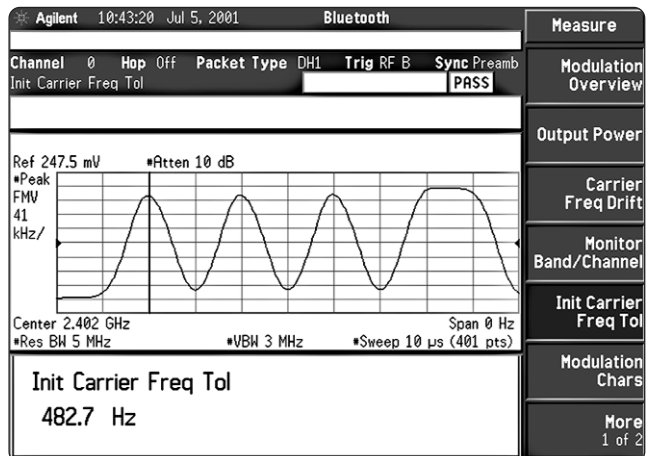 Agilent 10:43:20 Jul 5, 2001 Bluetooth
Channel 0 Hop Off Packet Type DH1 Trig RF B Sync Preamb
Init Carrier Freq Tol PASS
Ref 247.5 mV *Atten 10 dB
*Peak
FMV
41
kHz/
Center 2.402 GHz Span 0 Hz
*Res BW 5 MHz *VBW 3 MHz *Sweep 10 µs (401 pts)
Init Carrier Freq Tol
482.7 Hz
Measure
Modulation
Overview
Output Power
Carrier
Freq Drift
Monitor
Band/Channel
Init Carrier
Freq Tol
Modulation
Chars
More
1 of 2